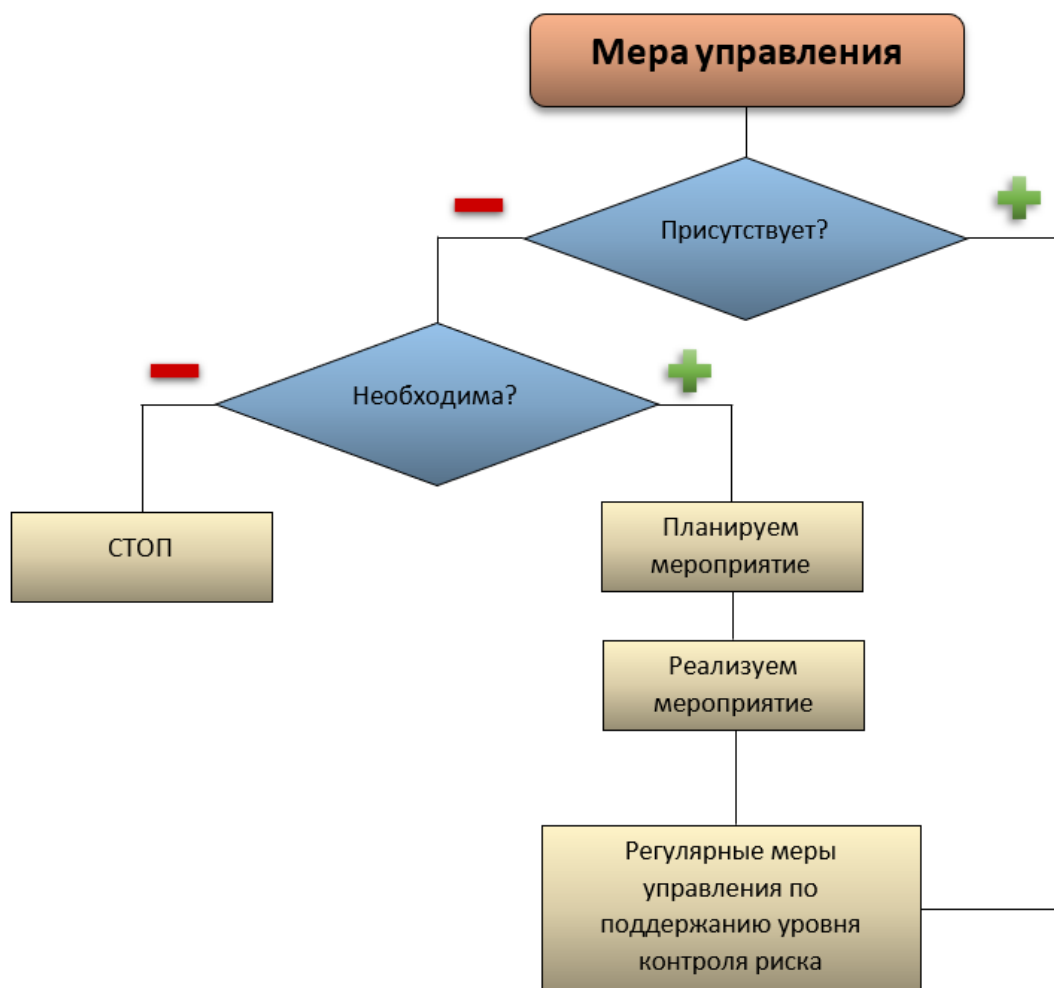 Мера управления
Присутствует?
Необходима?
СТОП
Планируем
мероприятие
Реализуем
мероприятие
Регулярные меры
управления по
поддержанию уровня
контроля риска